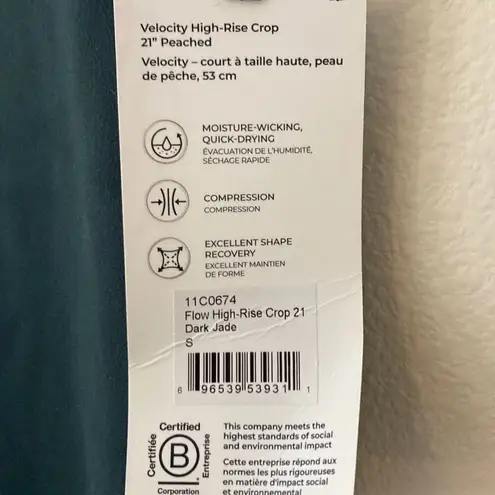 Velocity High-Rise Crop
21" Peached
Velocity – court à taille haute, peau
de pêche, 53 cm
MOISTURE-WICKING,
QUICK-DRYING
ÉVACUATION DE L'HUMIDITÉ,
SÉCHAGE RAPIDE
COMPRESSION
COMPRESSION
EXCELLENT SHAPE
RECOVERY
EXCELLENT MAINTIEN
DE FORME
11C0674
Flow High-Rise Crop 21
Dark Jade
S
6 96539 53931 1
Certified
Certifiée
B
Entreprise
Corporation
This company meets the
highest standards of social
and environmental impact
Cette entreprise répond aux
normes les plus rigoureuses
en matière d'impact social
et environnemental